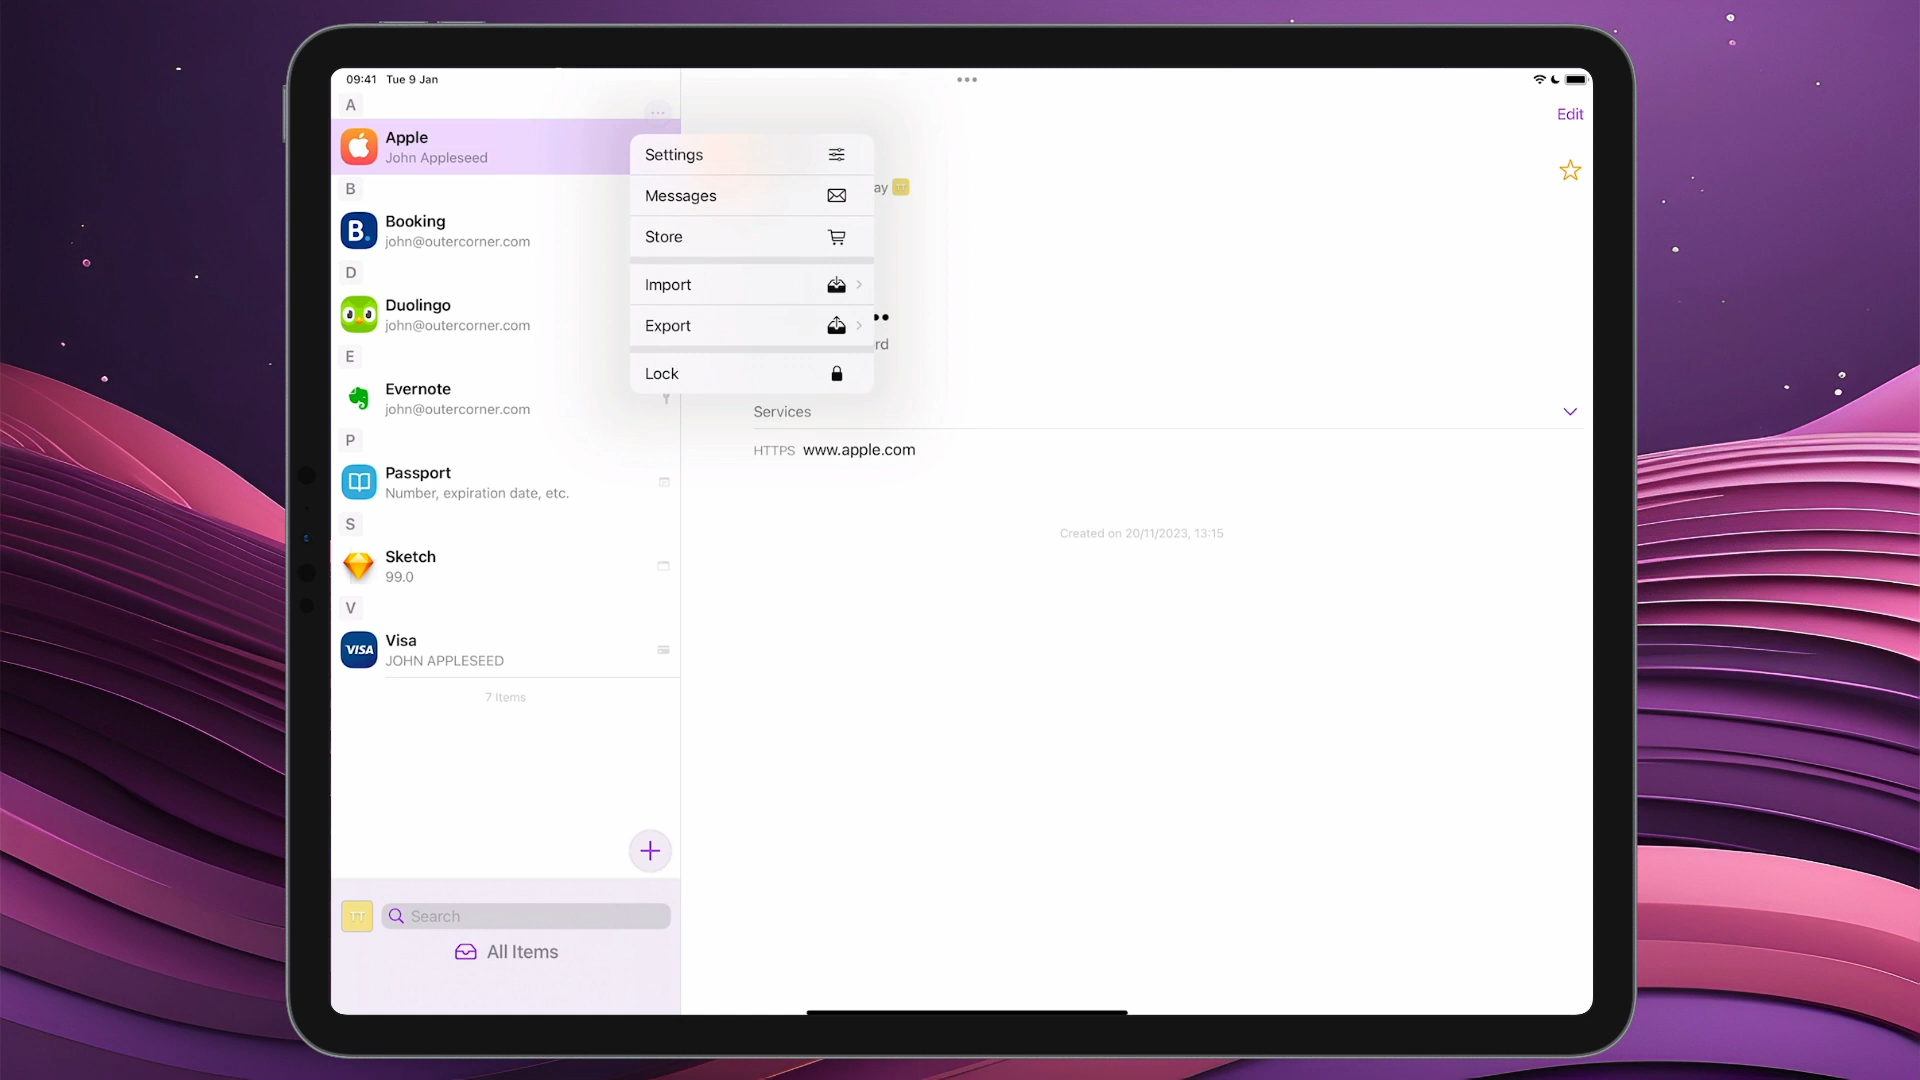 09:41 Tue 9 Jan
A
Apple
John Appleseed
B
B.
Booking
john@outercorner.com
D
Duolingo
john@outercorner.com
E
Evernote
john@outercorner.com
P
Passport
Number, expiration date, etc.
S
Sketch
99.0
V
VISA
Visa
JOHN APPLESEED
7 Items
TT
Search
All Items
Settings
Messages
Store
Import
Export
Lock
Edit
ay TT
rd
Services
HTTPS www.apple.com
Created on 20/11/2023, 13:15